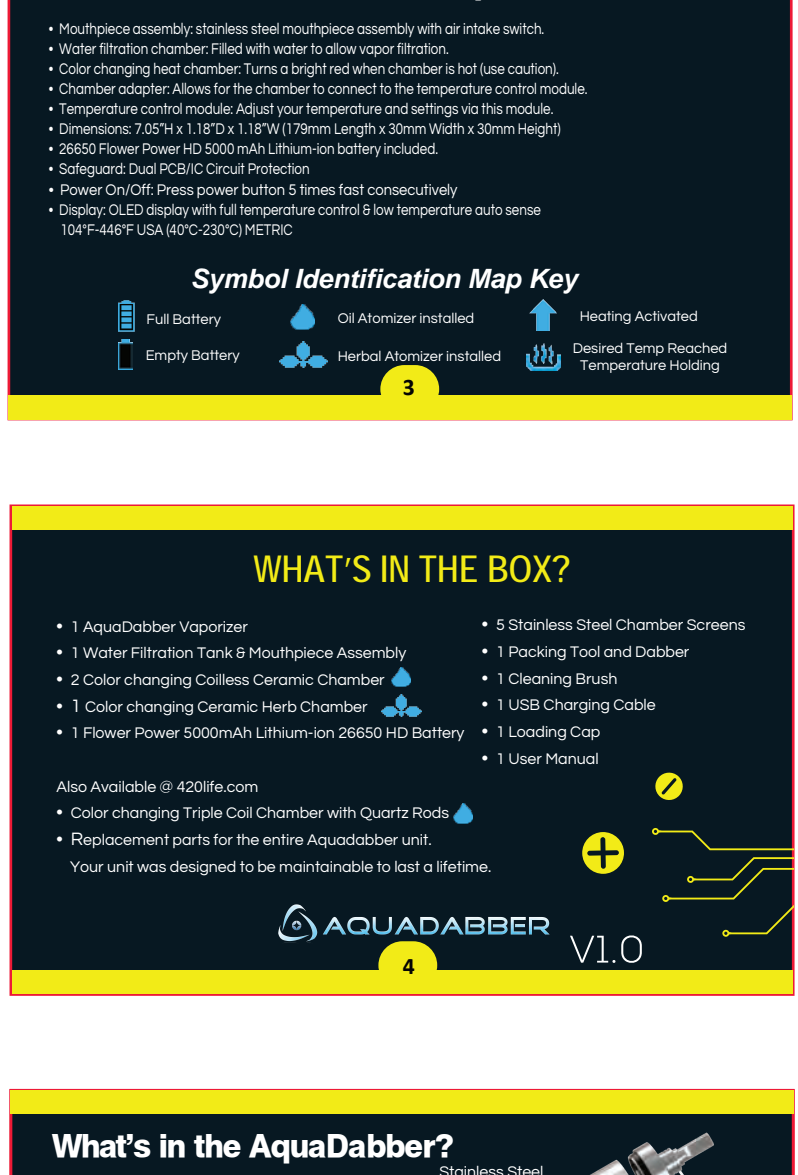 • Mouthpiece assembly: stainless steel mouthpiece assembly with air intake switch.
• Water filtration chamber: Filled with water to allow vapor filtration.
• Color changing heat chamber: Turns a bright red when chamber is hot (use caution).
• Chamber adapter: Allows for the chamber to connect to the temperature control module.
• Temperature control module: Adjust your temperature and settings via this module.
• Dimensions: 7.05"H x 1.18"D x 1.18"W (179mm Length x 30mm Width x 30mm Height)
• 26650 Flower Power HD 5000 mAh Lithium-ion battery included.
• Safeguard: Dual PCB/IC Circuit Protection
• Power On/Off: Press power button 5 times fast consecutively
• Display: OLED display with full temperature control & low temperature auto sense
104°F-446°F USA (40°C-230°C) METRIC
Symbol Identification Map Key
Full Battery
Oil Atomizer installed
Heating Activated
Empty Battery
Herbal Atomizer installed
Desired Temp Reached
Temperature Holding
3
WHAT'S IN THE BOX?
• 1 AquaDabber Vaporizer
• 1 Water Filtration Tank & Mouthpiece Assembly
• 2 Color changing Coilless Ceramic Chamber
• 1 Color changing Ceramic Herb Chamber
• 1 Flower Power 5000mAh Lithium-ion 26650 HD Battery
• 5 Stainless Steel Chamber Screens
• 1 Packing Tool and Dabber
• 1 Cleaning Brush
• 1 USB Charging Cable
• 1 Loading Cap
• 1 User Manual
Also Available @ 420life.com
• Color changing Triple Coil Chamber with Quartz Rods
• Replacement parts for the entire Aquadabber unit.
Your unit was designed to be maintainable to last a lifetime.
AQUADABBER
V1.0
4
What's in the AquaDabber?
Stainless Steel